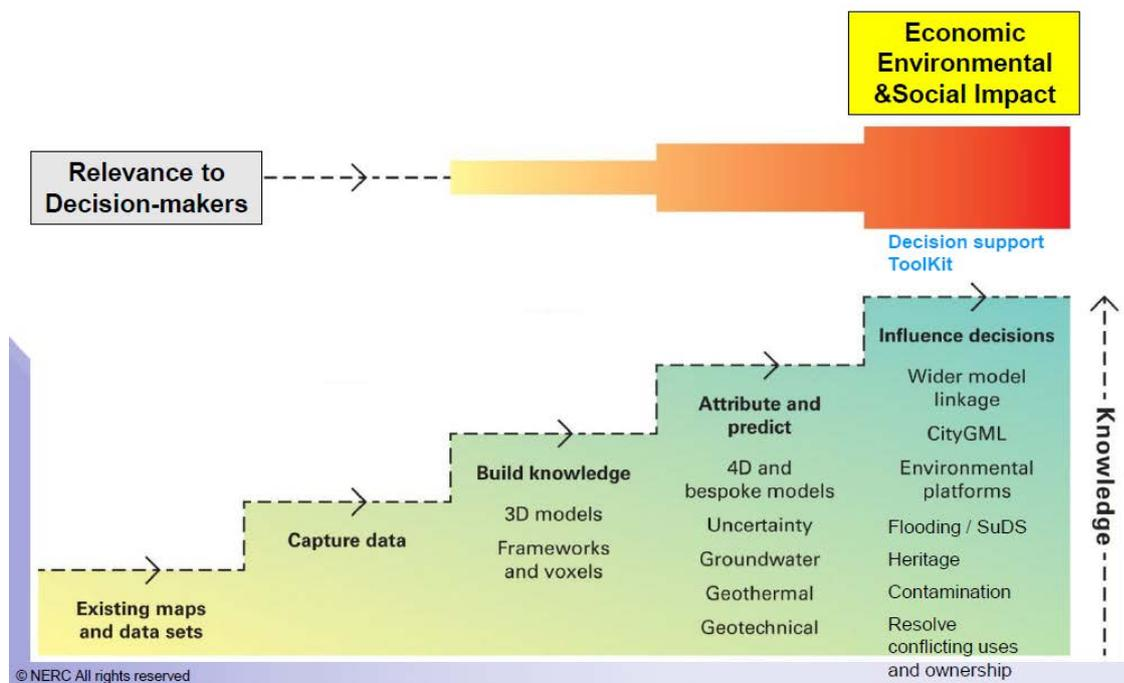 Economic
Environmental
&Social Impact
Relevance to
Decision-makers
Decision support
ToolKit
Existing maps
and data sets
Capture data
Build knowledge
3D models
Frameworks
and voxels
Attribute and
predict
4D and
bespoke models
Uncertainty
Groundwater
Geothermal
Geotechnical
Influence decisions
Wider model
linkage
CityGML
Environmental
platforms
Flooding / SuDS
Heritage
Contamination
Resolve
conflicting uses
and ownership
Knowledge
© NERC All rights reserved